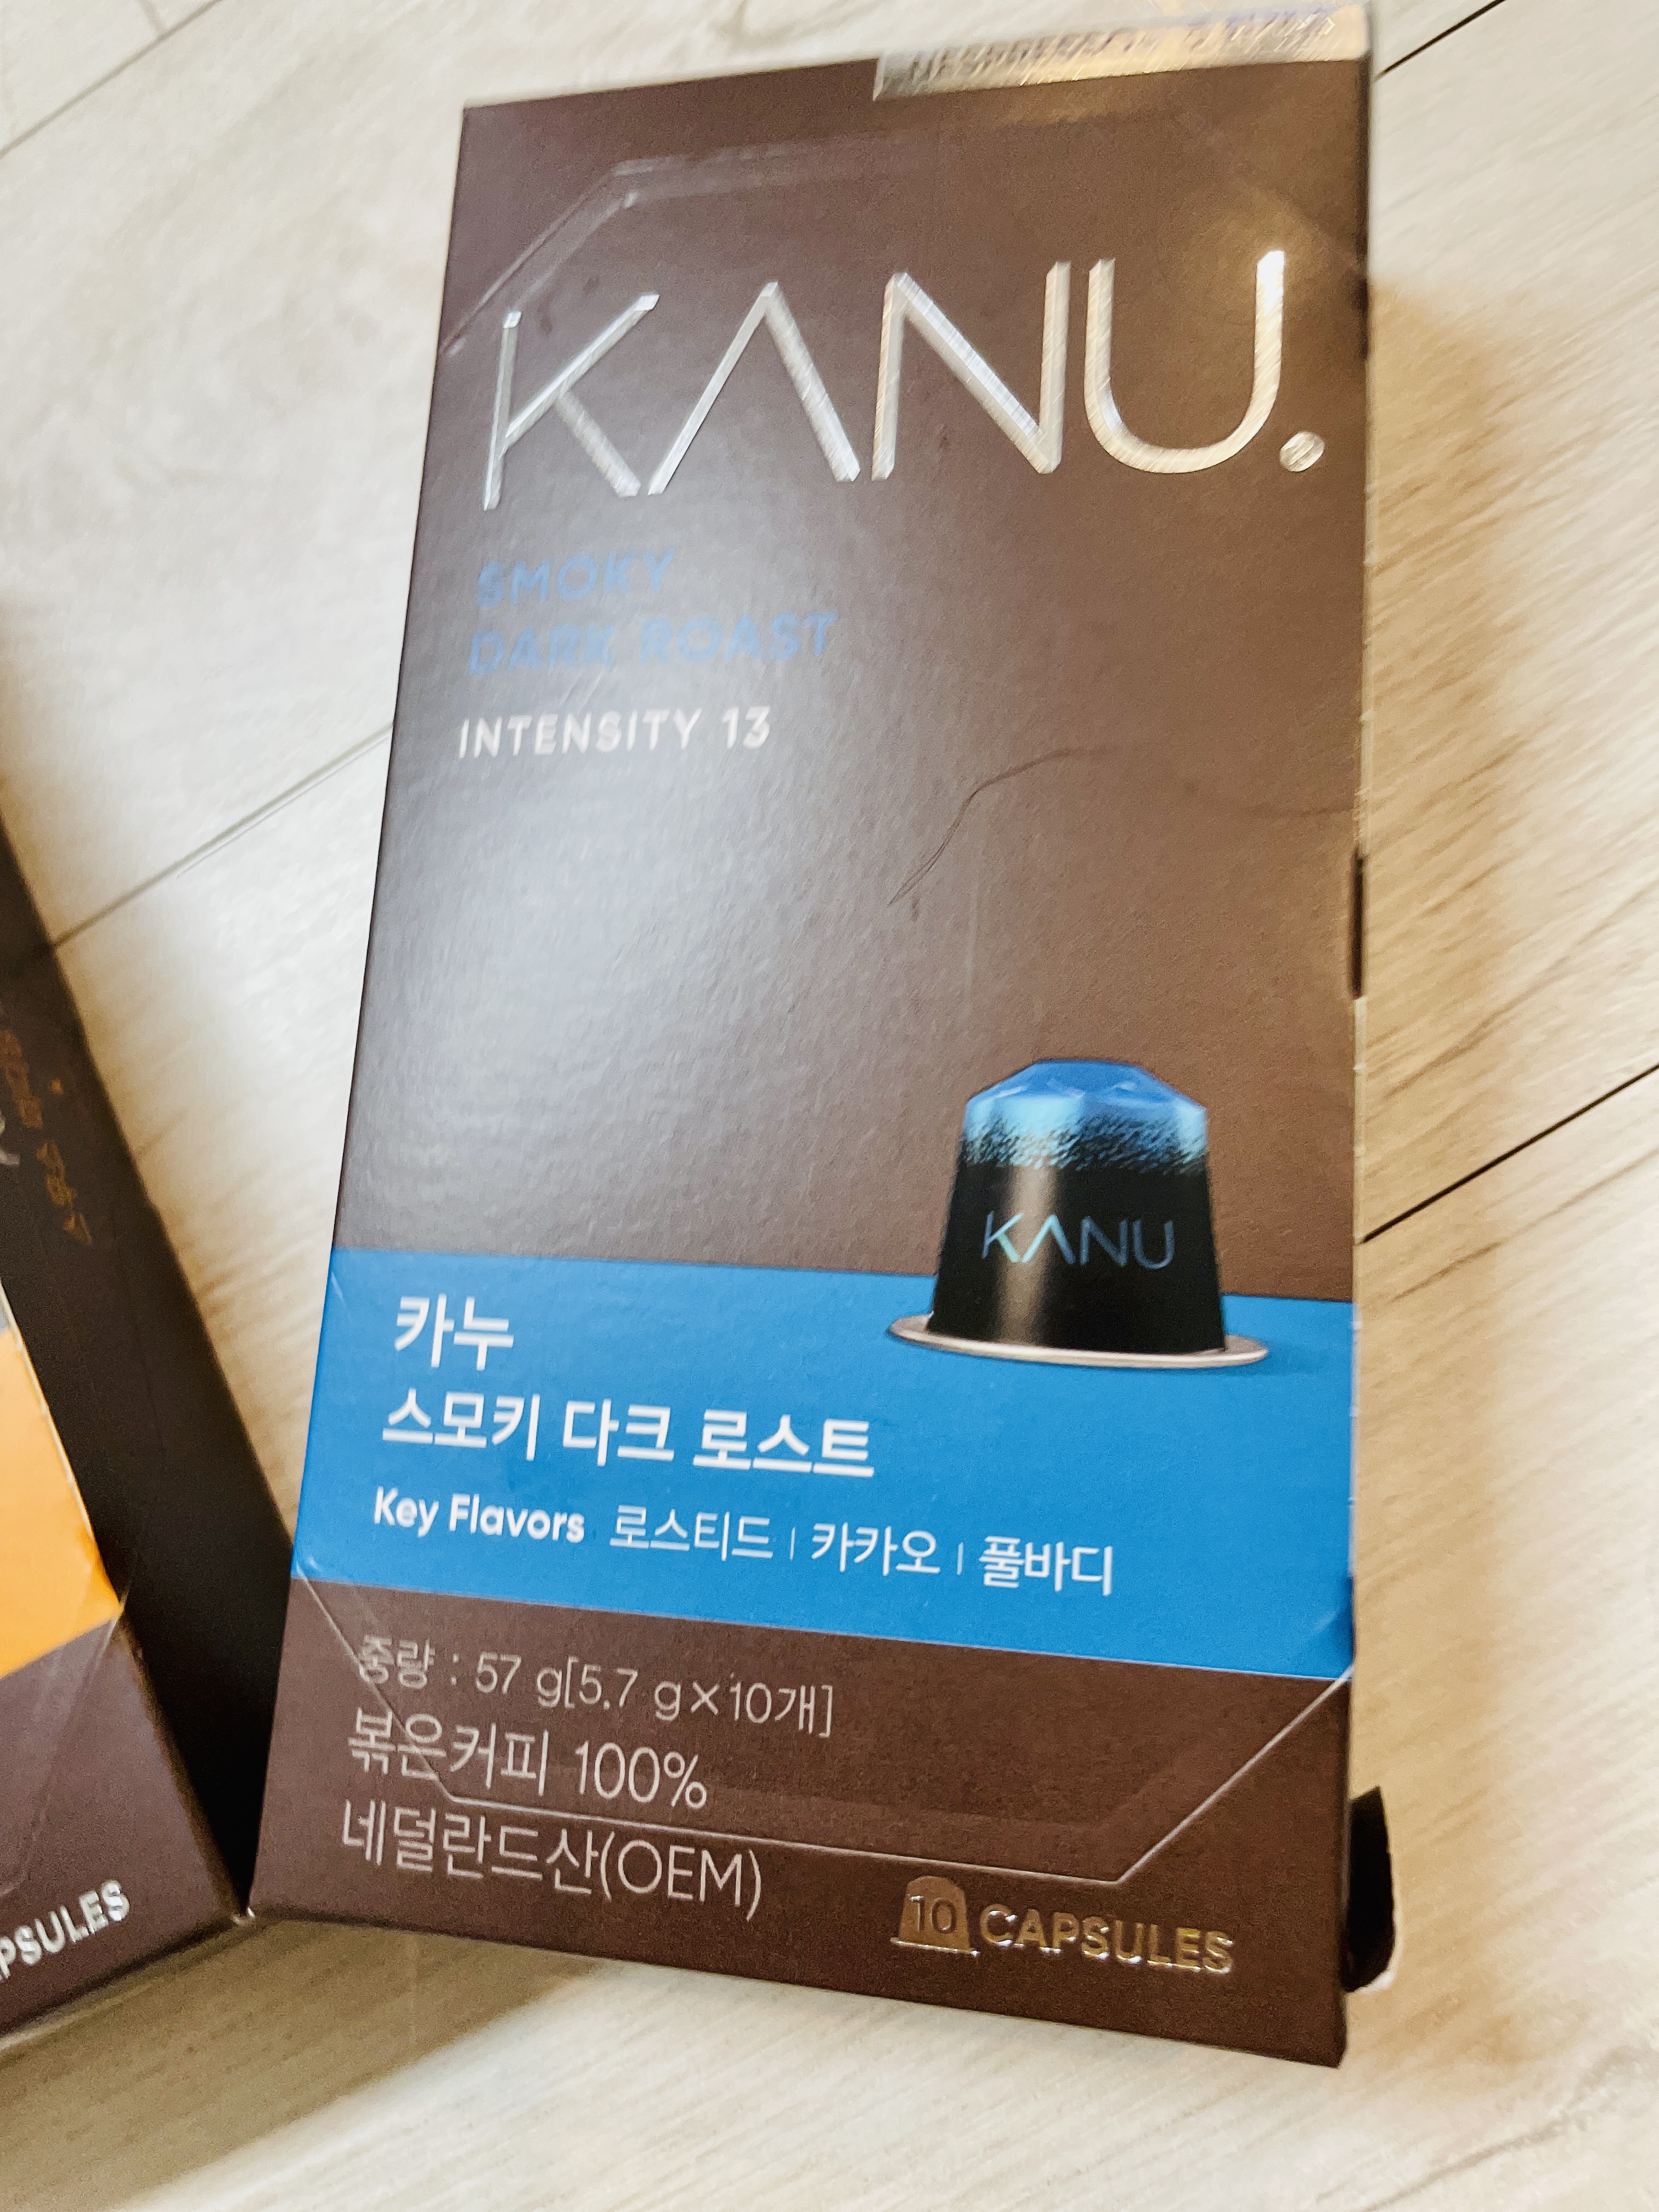 KANU.
SMOKY
DARK ROAST
INTENSITY 13
KANU
카누
스모키 다크 로스트
Key Flavors 로스티드 | 카카오 | 풀바디
중량 : 57 g[5.7 g×10개]
볶은커피 100%
네덜란드산(OEM)
10 CAPSULES